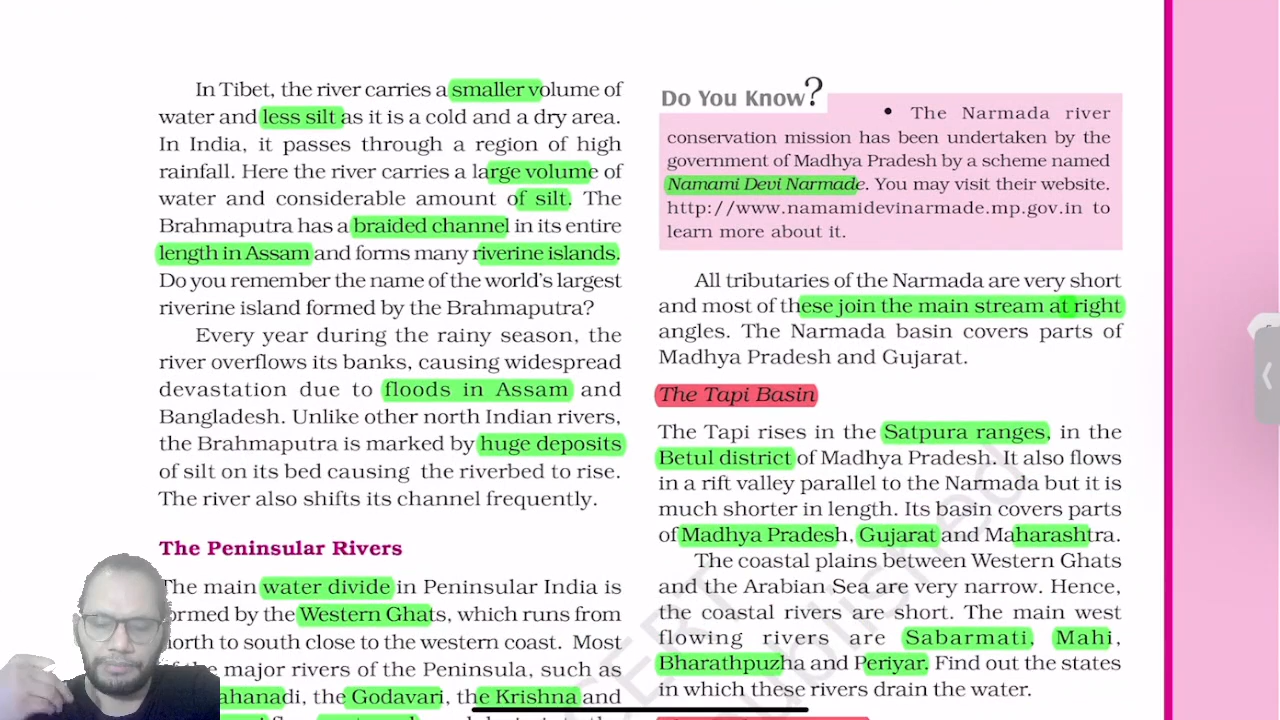 In Tibet, the river carries a smaller volume of
water and less silt as it is a cold and a dry area.
In India, it passes through a region of high
rainfall. Here the river carries a large volume of
water and considerable amount of silt. The
Brahmaputra has a braided channel in its entire
length in Assam and forms many riverine islands.
Do you remember the name of the world's largest
riverine island formed by the Brahmaputra?
Every year during the rainy season, the
river overflows its banks, causing widespread
devastation due to floods in Assam and
Bangladesh. Unlike other north Indian rivers,
the Brahmaputra is marked by huge deposits
of silt on its bed causing the riverbed to rise.
The river also shifts its channel frequently.
The Peninsular Rivers
The main water divide in Peninsular India is
formed by the Western Ghats, which runs from
north to south close to the western coast. Most
of the major rivers of the Peninsula, such as
Mahanadi, the Godavari, the Krishna and
Do You Know?
• The Narmada river
conservation mission has been undertaken by the
government of Madhya Pradesh by a scheme named
Namami Devi Narmade. You may visit their website.
http://www.namamidevinarmade.mp.gov.in to
learn more about it.
All tributaries of the Narmada are very short
and most of these join the main stream at right
angles. The Narmada basin covers parts of
Madhya Pradesh and Gujarat.
The Tapi Basin
The Tapi rises in the Satpura ranges, in the
Betul district of Madhya Pradesh. It also flows
in a rift valley parallel to the Narmada but it is
much shorter in length. Its basin covers parts
of Madhya Pradesh, Gujarat and Maharashtra.
The coastal plains between Western Ghats
and the Arabian Sea are very narrow. Hence,
the coastal rivers are short. The main west
flowing rivers are Sabarmati, Mahi,
Bharathpuzha and Periyar. Find out the states
in which these rivers drain the water.